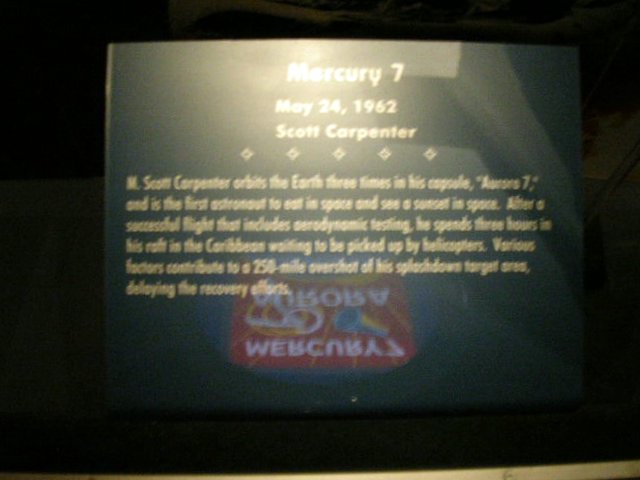 Mercury 7
May 24, 1962
Scott Carpenter
M. Scott Carpenter orbits the Earth three times in his capsule, "Aurora 7,"
and is the first astronaut to eat in space and see a sunset in space. After a
successful flight that includes aerodynamic testing, he spends three hours in
his raft in the Caribbean waiting to be picked up by helicopters. Various
factors contribute to a 250-mile overshot of his splashdown target area,
delaying the recovery efforts.
AURORA
MERCURY 7